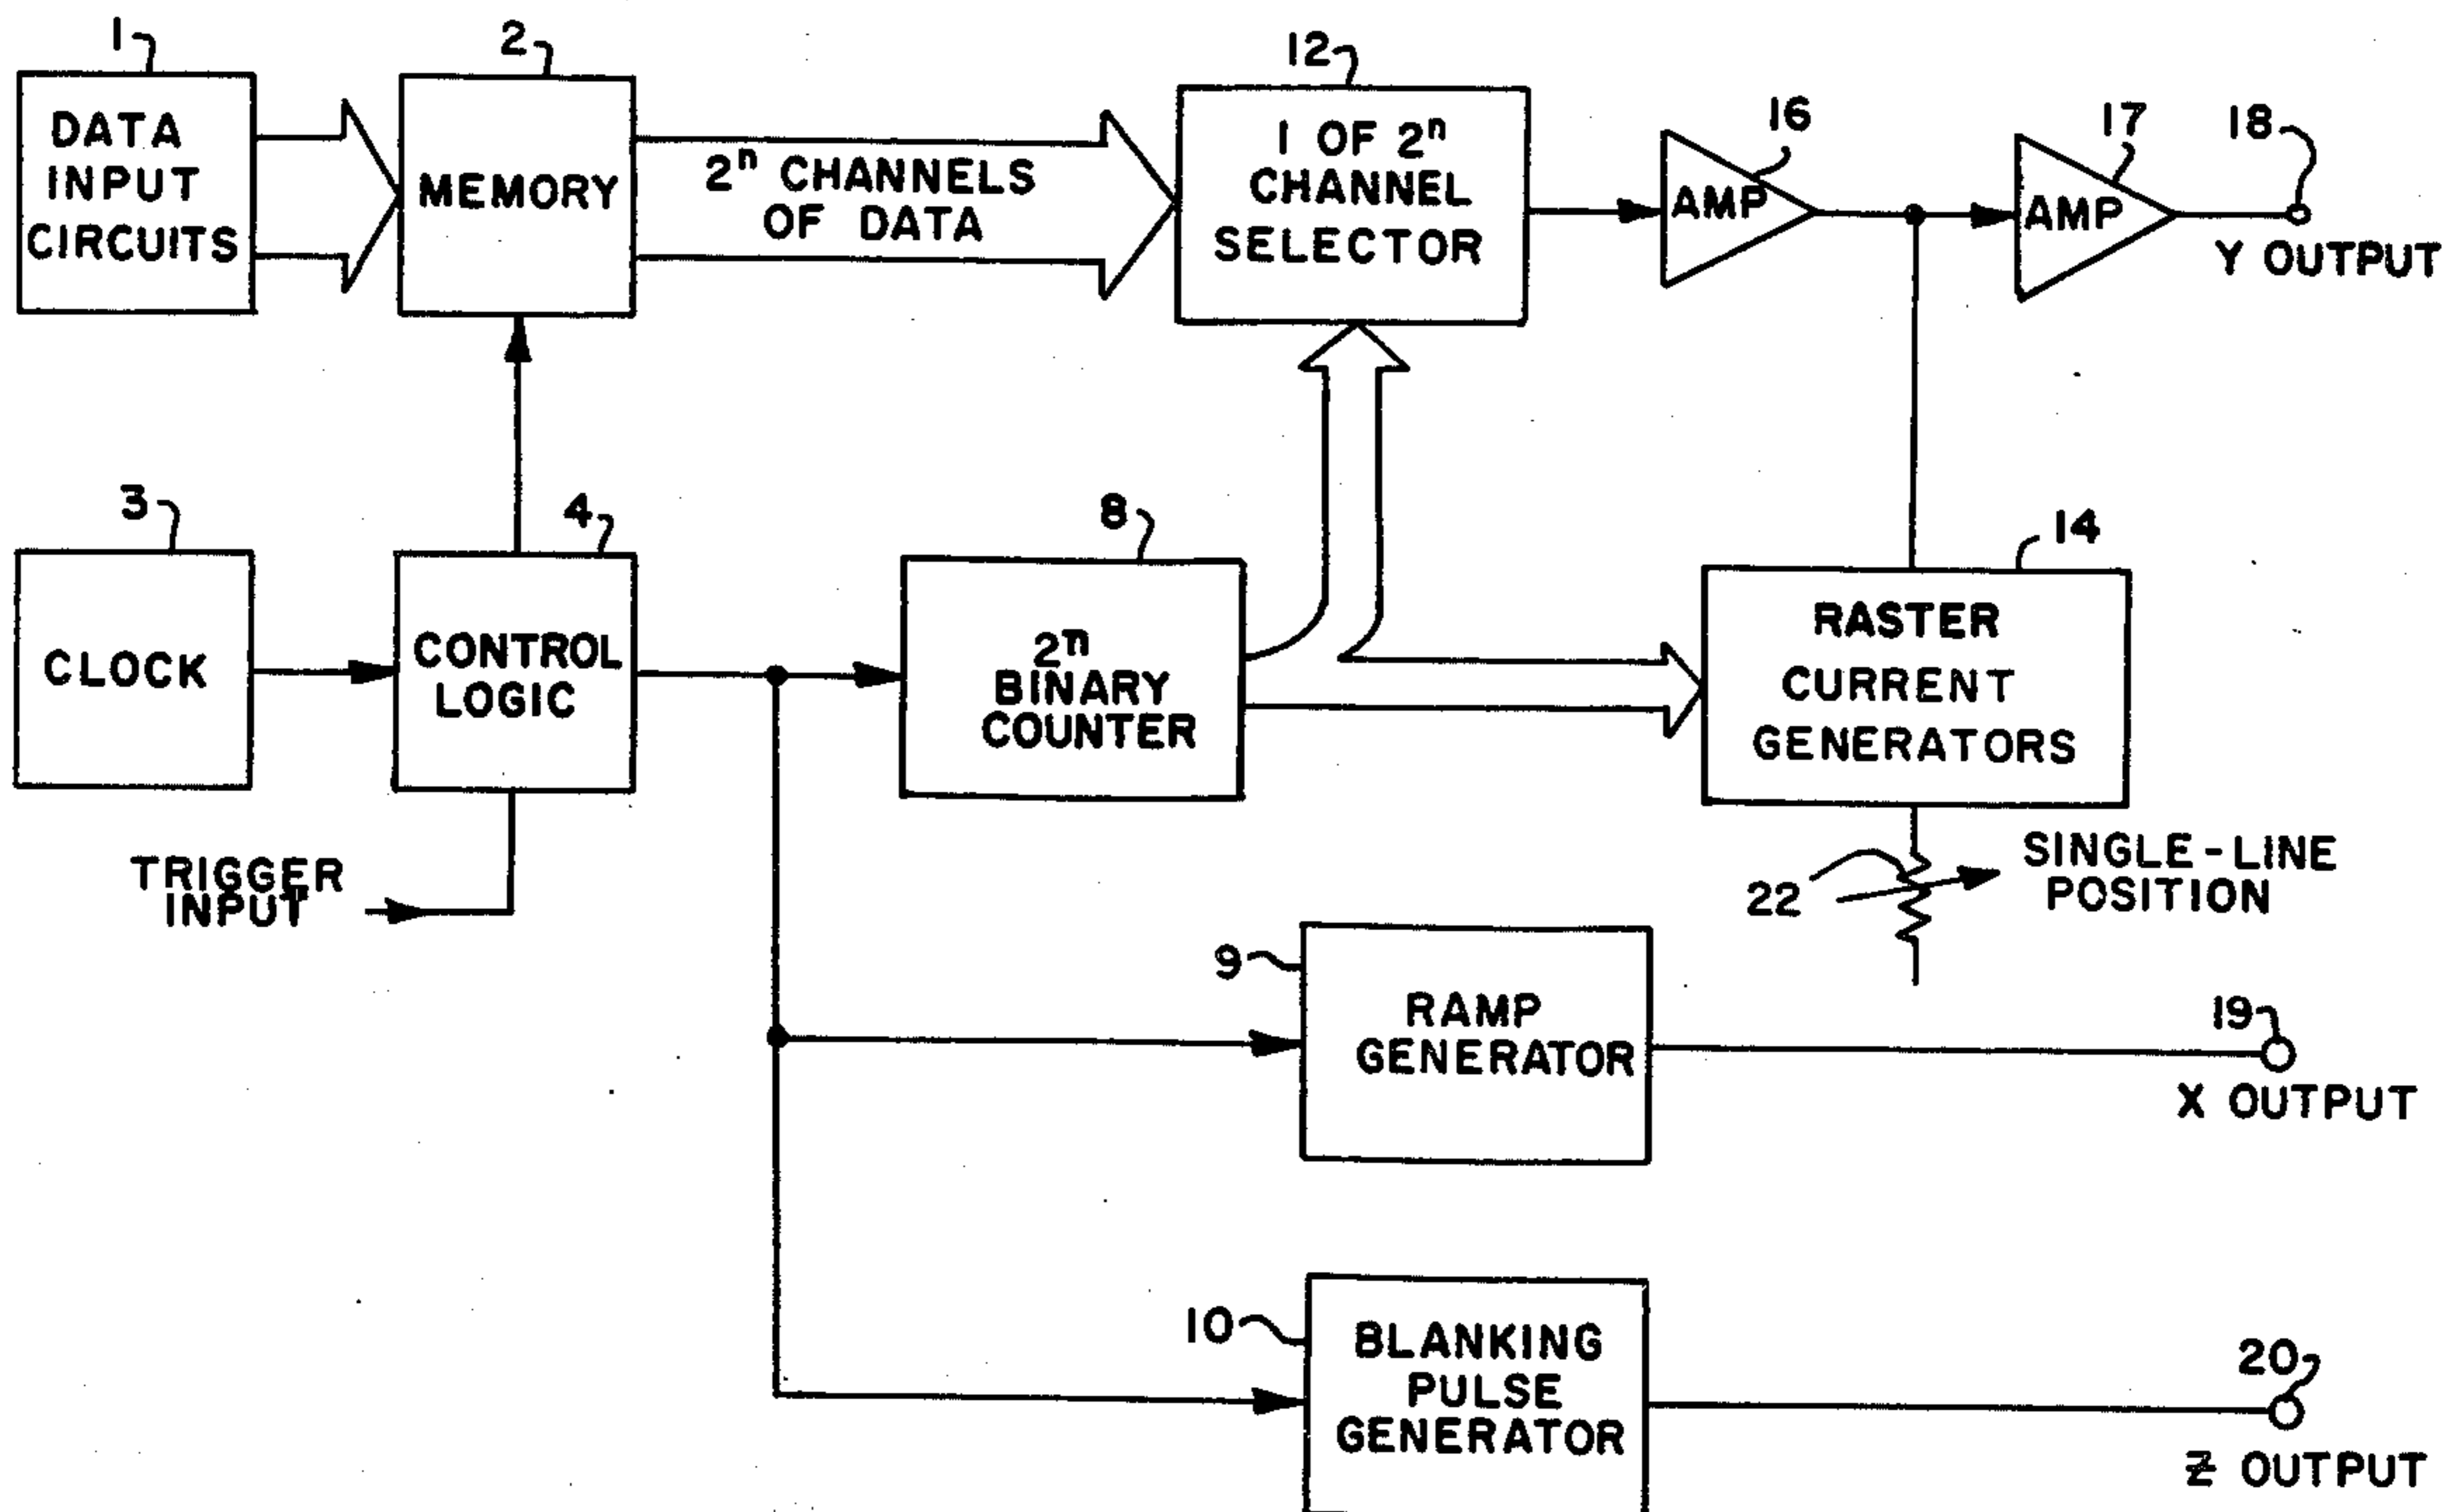 1
DATA
INPUT
CIRCUITS
2
MEMORY
2ⁿ CHANNELS
OF DATA
12
1 OF 2ⁿ
CHANNEL
SELECTOR
16
AMP
17
AMP
18
Y OUTPUT
3
CLOCK
4
CONTROL
LOGIC
TRIGGER
INPUT
8
2ⁿ
BINARY
COUNTER
14
RASTER
CURRENT
GENERATORS
22
SINGLE-LINE
POSITION
9
RAMP
GENERATOR
19
X OUTPUT
10
BLANKING
PULSE
GENERATOR
20
Z OUTPUT